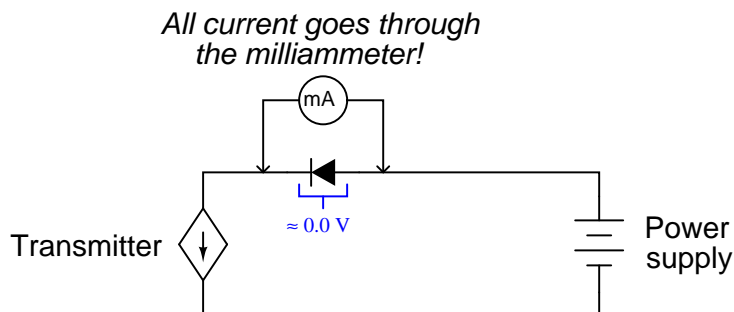 All current goes through
the milliammeter!
mA
≈ 0.0 V
Transmitter
Power
supply